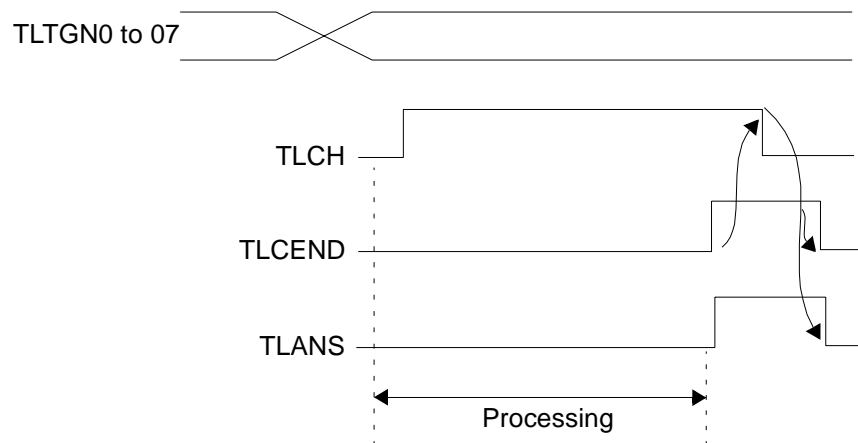 TLTGN0 to 07
TLCH
TLCEND
TLANS
Processing